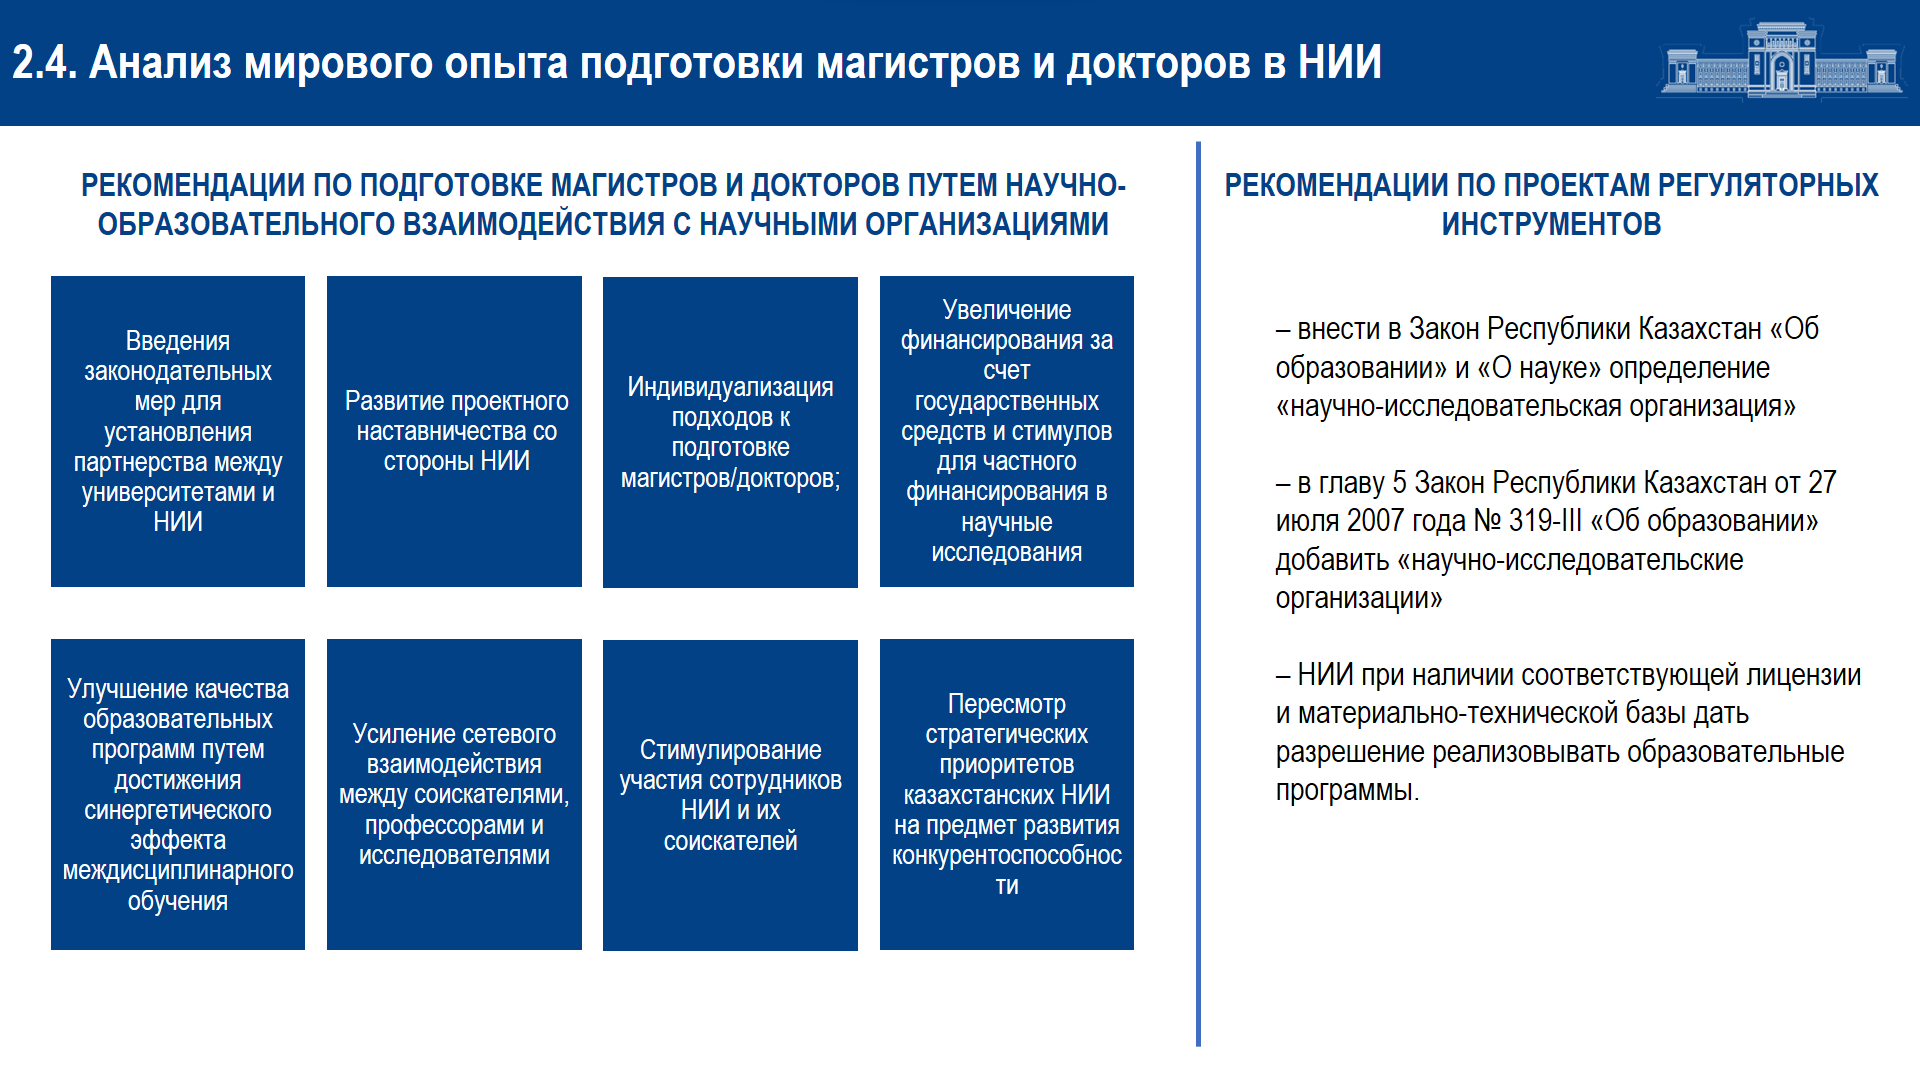 2.4. Анализ мирового опыта подготовки магистров и докторов в НИИ
РЕКОМЕНДАЦИИ ПО ПОДГОТОВКЕ МАГИСТРОВ И ДОКТОРОВ ПУТЕМ НАУЧНО-
ОБРАЗОВАТЕЛЬНОГО ВЗАИМОДЕЙСТВИЯ С НАУЧНЫМИ ОРГАНИЗАЦИЯМИ
Введения
законодательных
мер для
установления
партнерства между
университетами и
НИИ
Развитие проектного
наставничества со
стороны НИИ
Индивидуализация
подходов к
подготовке
магистров/докторов;
Увеличение
финансирования за
счет
государственных
средств и стимулов
для частного
финансирования в
научные
исследования
Улучшение качества
образовательных
программ путем
достижения
синергетического
эффекта
междисциплинарного
обучения
Усиление сетевого
взаимодействия
между соискателями,
профессорами и
исследователями
Стимулирование
участия сотрудников
НИИ и их
соискателей
Пересмотр
стратегических
приоритетов
казахстанских НИИ
на предмет развития
конкурентоспособнос
ти
РЕКОМЕНДАЦИИ ПО ПРОЕКТАМ РЕГУЛЯТОРНЫХ
ИНСТРУМЕНТОВ
– внести в Закон Республики Казахстан «Об
образовании» и «О науке» определение
«научно-исследовательская организация»
– в главу 5 Закон Республики Казахстан от 27
июля 2007 года № 319-III «Об образовании»
добавить «научно-исследовательские
организации»
– НИИ при наличии соответствующей лицензии
и материально-технической базы дать
разрешение реализовывать образовательные
программы.